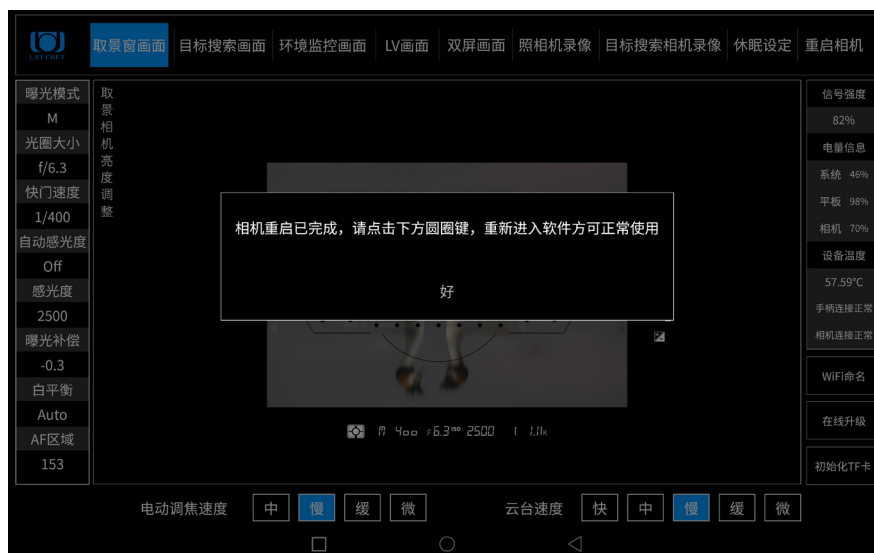 LIELEBET
取景窗画面 目标搜索画面 环境监控画面 LV画面 双屏画面 照相机录像 目标搜索相机录像 休眠设定 重启相机
曝光模式
M
光圈大小
f/6.3
快门速度
1/400
自动感光度
Off
感光度
2500
曝光补偿
-0.3
白平衡
Auto
AF区域
153
取景相机亮度调整
相机重启已完成，请点击下方圆圈键，重新进入软件方可正常使用
好
M 400 F6.3 ISO 2500 1.11K
信号强度
82%
电量信息
系统 46%
平板 98%
相机 70%
设备温度
57.59℃
手柄连接正常
相机连接正常
WiFi命名
在线升级
初始化TF卡
电动调焦速度 中 慢 缓 微 云台速度 快 中 慢 缓 微